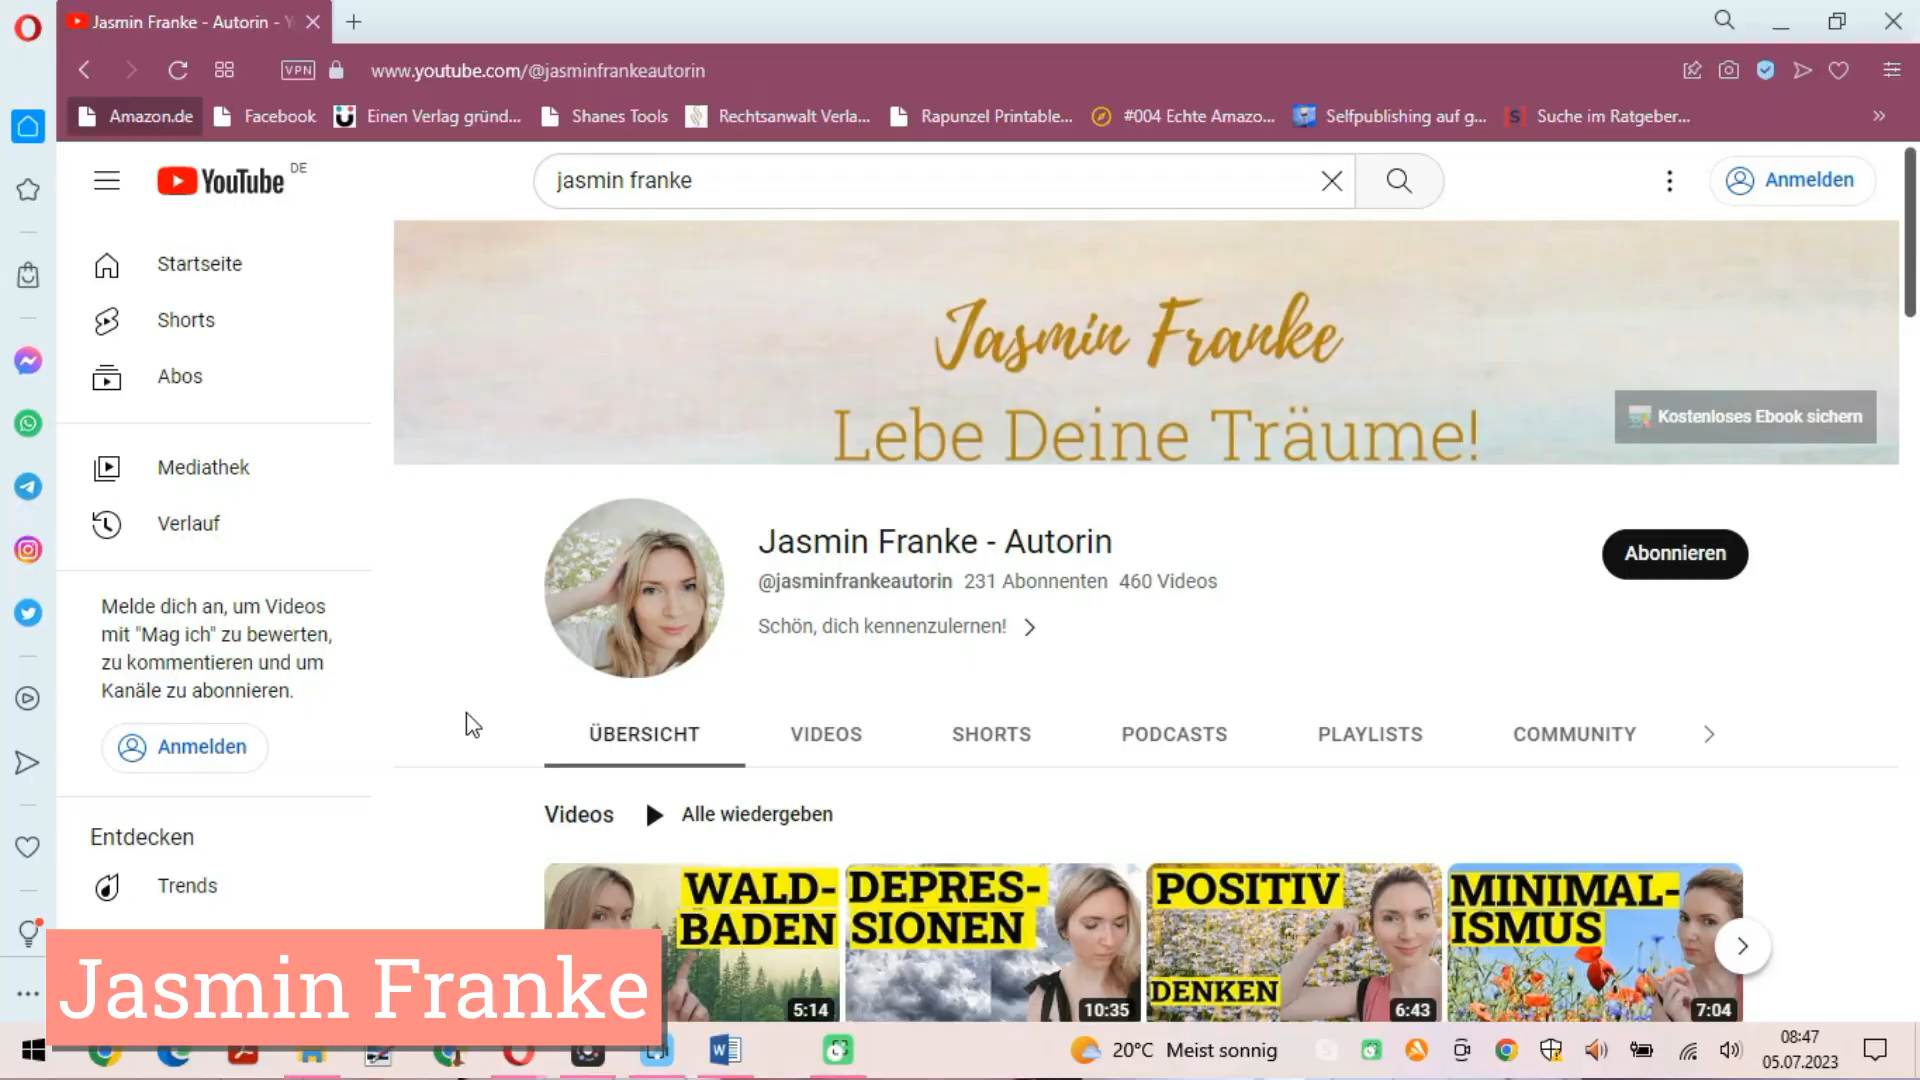 Jasmin Franke - Autorin - Y
VPN
www.youtube.com/@jasminfrankeautorin
Amazon.de
Facebook
Einen Verlag gründ...
Shanes Tools
Rechtsanwalt Verla...
Rapunzel Printable...
#004 Echte Amazo...
Selfpublishing auf g...
Suche im Ratgeber...
YouTube DE
jasmin franke
Anmelden
Startseite
Shorts
Abos
Mediathek
Verlauf
Melde dich an, um Videos
mit "Mag ich" zu bewerten,
zu kommentieren und um
Kanäle zu abonnieren.
Anmelden
Entdecken
Trends
Jasmin Franke
Lebe Deine Träume!
Kostenloses Ebook sichern
Jasmin Franke - Autorin
@jasminfrankeautorin 231 Abonnenten 460 Videos
Schön, dich kennenzulernen!
Abonnieren
ÜBERSICHT
VIDEOS
SHORTS
PODCASTS
PLAYLISTS
COMMUNITY
Videos
Alle wiedergeben
WALD-
BADEN
5:14
DEPRES-
SIONEN
10:35
POSITIV
DENKEN
6:43
MINIMAL-
ISMUS
7:04
Jasmin Franke
20°C Meist sonnig
08:47
05.07.2023